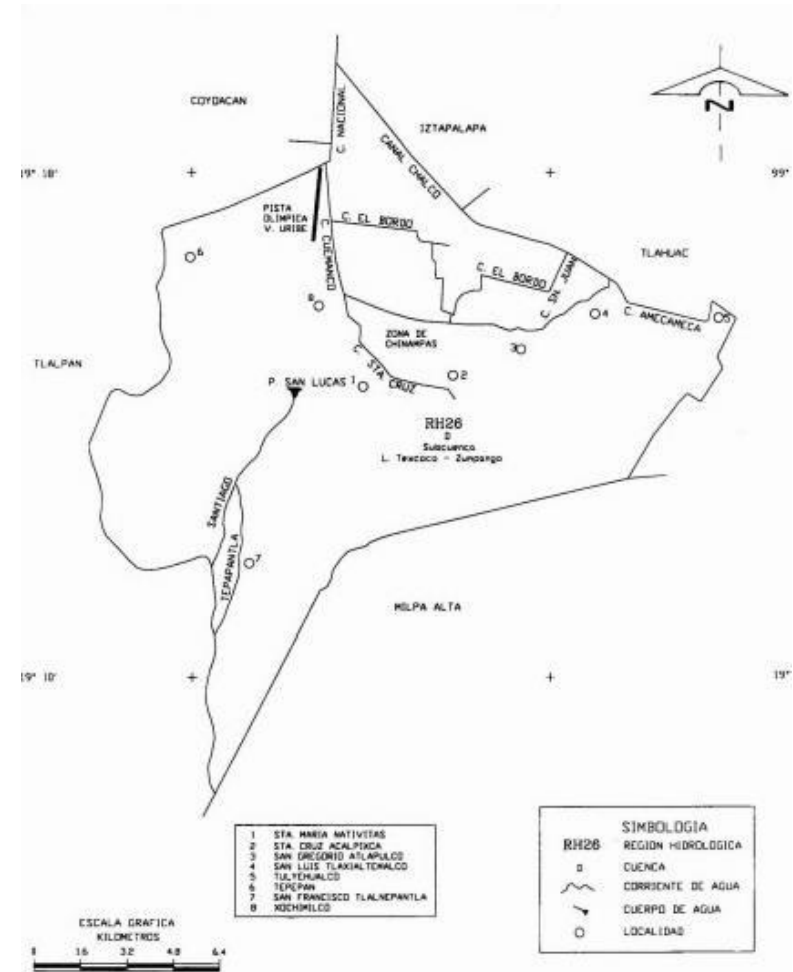 COYOACAN
C. NACIONAL
IZTAPALAPA
CANAL CHALCO
N
19° 18'
99°
PISTA
OLIMPICA
V. URIBE
C. CUEMANCO
C. EL BORDO
C. EL BORDO
C. SN. JUAN
TLAHUAC
6
8
4
C. AMECAMECA
5
ZONA DE
CHINAMPAS
3
TLALPAN
C. STA CRUZ
P. SAN LUCAS
1
2
RH26
D
Subcuenca
L. Texcoco - Zumpango
SANTIAGO
TEPAPANTLA
7
MILPA ALTA
19° 10'
19°
1 STA. MARIA NATIVITAS
2 STA. CRUZ ACALPIXCA
3 SAN GREGORIO ATLAPULCO
4 SAN LUIS TLAXIALTEMALCO
5 TULYEHUALCO
6 TEPEPAN
7 SAN FRANCISCO TLALNEPANTLA
8 XOCHIMILCO
SIMBOLOGIA
RH26 REGION HIDROLOGICA
D CUENCA
CORRIENTE DE AGUA
CUERPO DE AGUA
LOCALIDAD
ESCALA GRAFICA
KILOMETROS
0 1.6 3.2 4.8 6.4